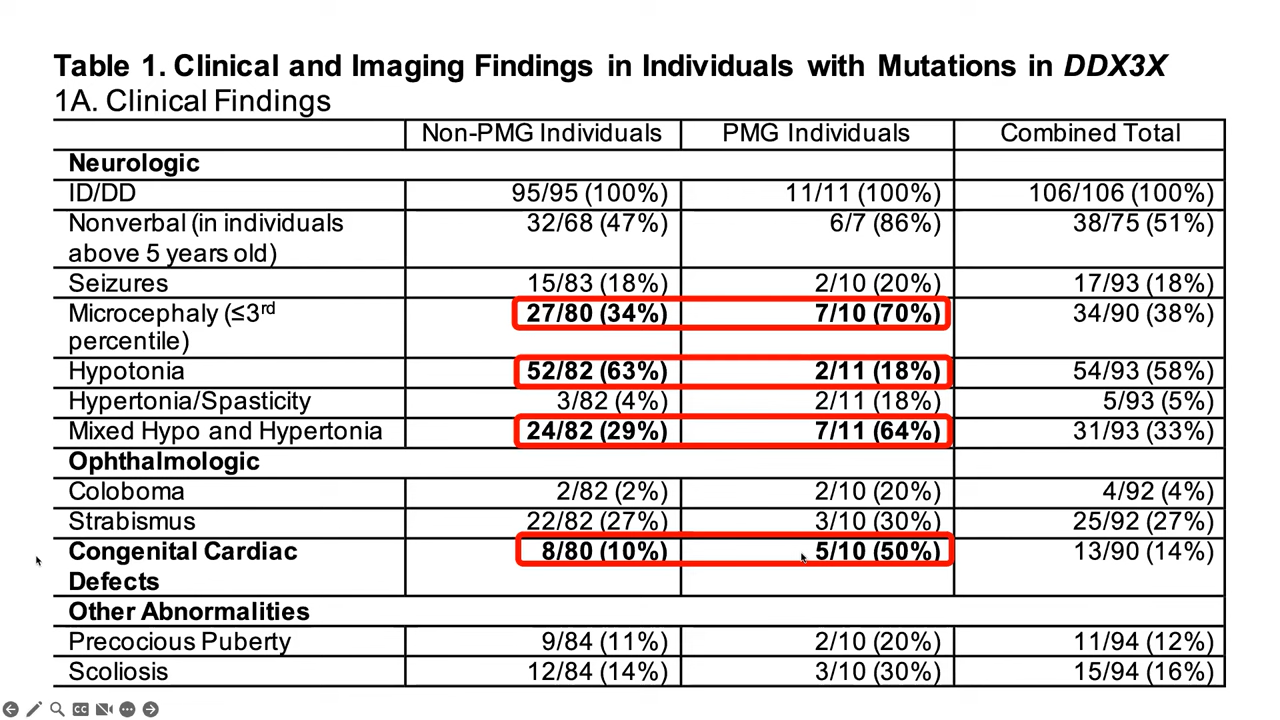 Table 1. Clinical and Imaging Findings in Individuals with Mutations in DDX3X
1A. Clinical Findings
Non-PMG Individuals PMG Individuals Combined Total
Neurologic
ID/DD 95/95 (100%) 11/11 (100%) 106/106 (100%)
Nonverbal (in individuals 32/68 (47%) 6/7 (86%) 38/75 (51%)
above 5 years old)
Seizures 15/83 (18%) 2/10 (20%) 17/93 (18%)
Microcephaly (≤3rd 27/80 (34%) 7/10 (70%) 34/90 (38%)
percentile)
Hypotonia 52/82 (63%) 2/11 (18%) 54/93 (58%)
Hypertonia/Spasticity 3/82 (4%) 2/11 (18%) 5/93 (5%)
Mixed Hypo and Hypertonia 24/82 (29%) 7/11 (64%) 31/93 (33%)
Ophthalmologic
Coloboma 2/82 (2%) 2/10 (20%) 4/92 (4%)
Strabismus 22/82 (27%) 3/10 (30%) 25/92 (27%)
Congenital Cardiac 8/80 (10%) 5/10 (50%) 13/90 (14%)
Defects
Other Abnormalities
Precocious Puberty 9/84 (11%) 2/10 (20%) 11/94 (12%)
Scoliosis 12/84 (14%) 3/10 (30%) 15/94 (16%)
CC